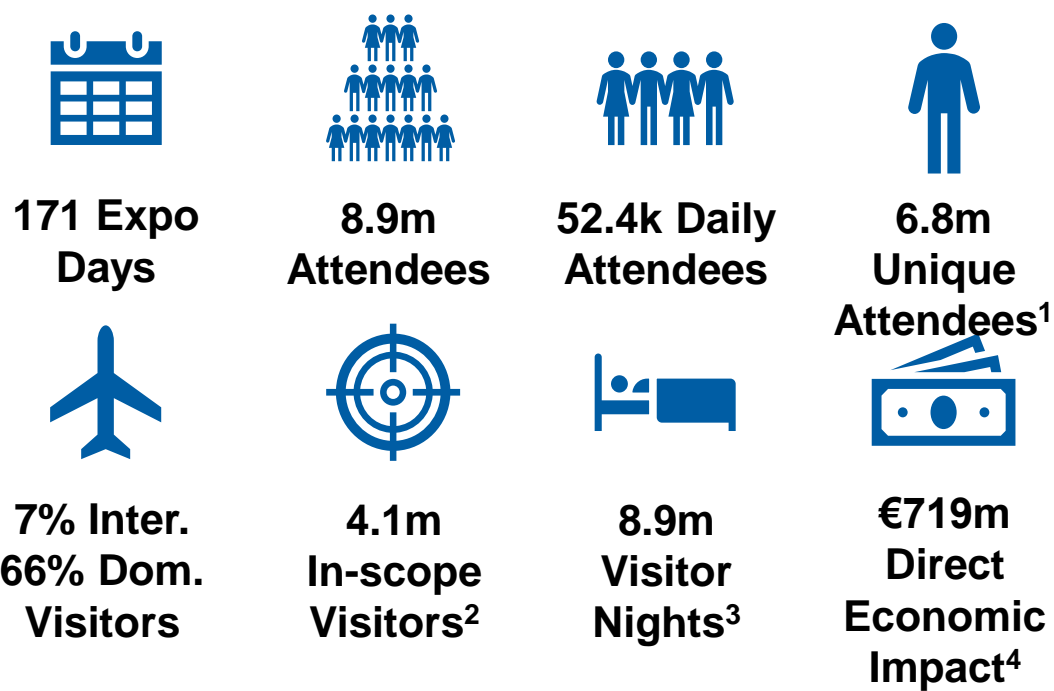 171 Expo
Days
8.9m
Attendees
52.4k Daily
Attendees
6.8m
Unique
Attendees¹
7% Inter.
66% Dom.
Visitors
4.1m
In-scope
Visitors²
8.9m
Visitor
Nights³
€719m
Direct
Economic
Impact⁴